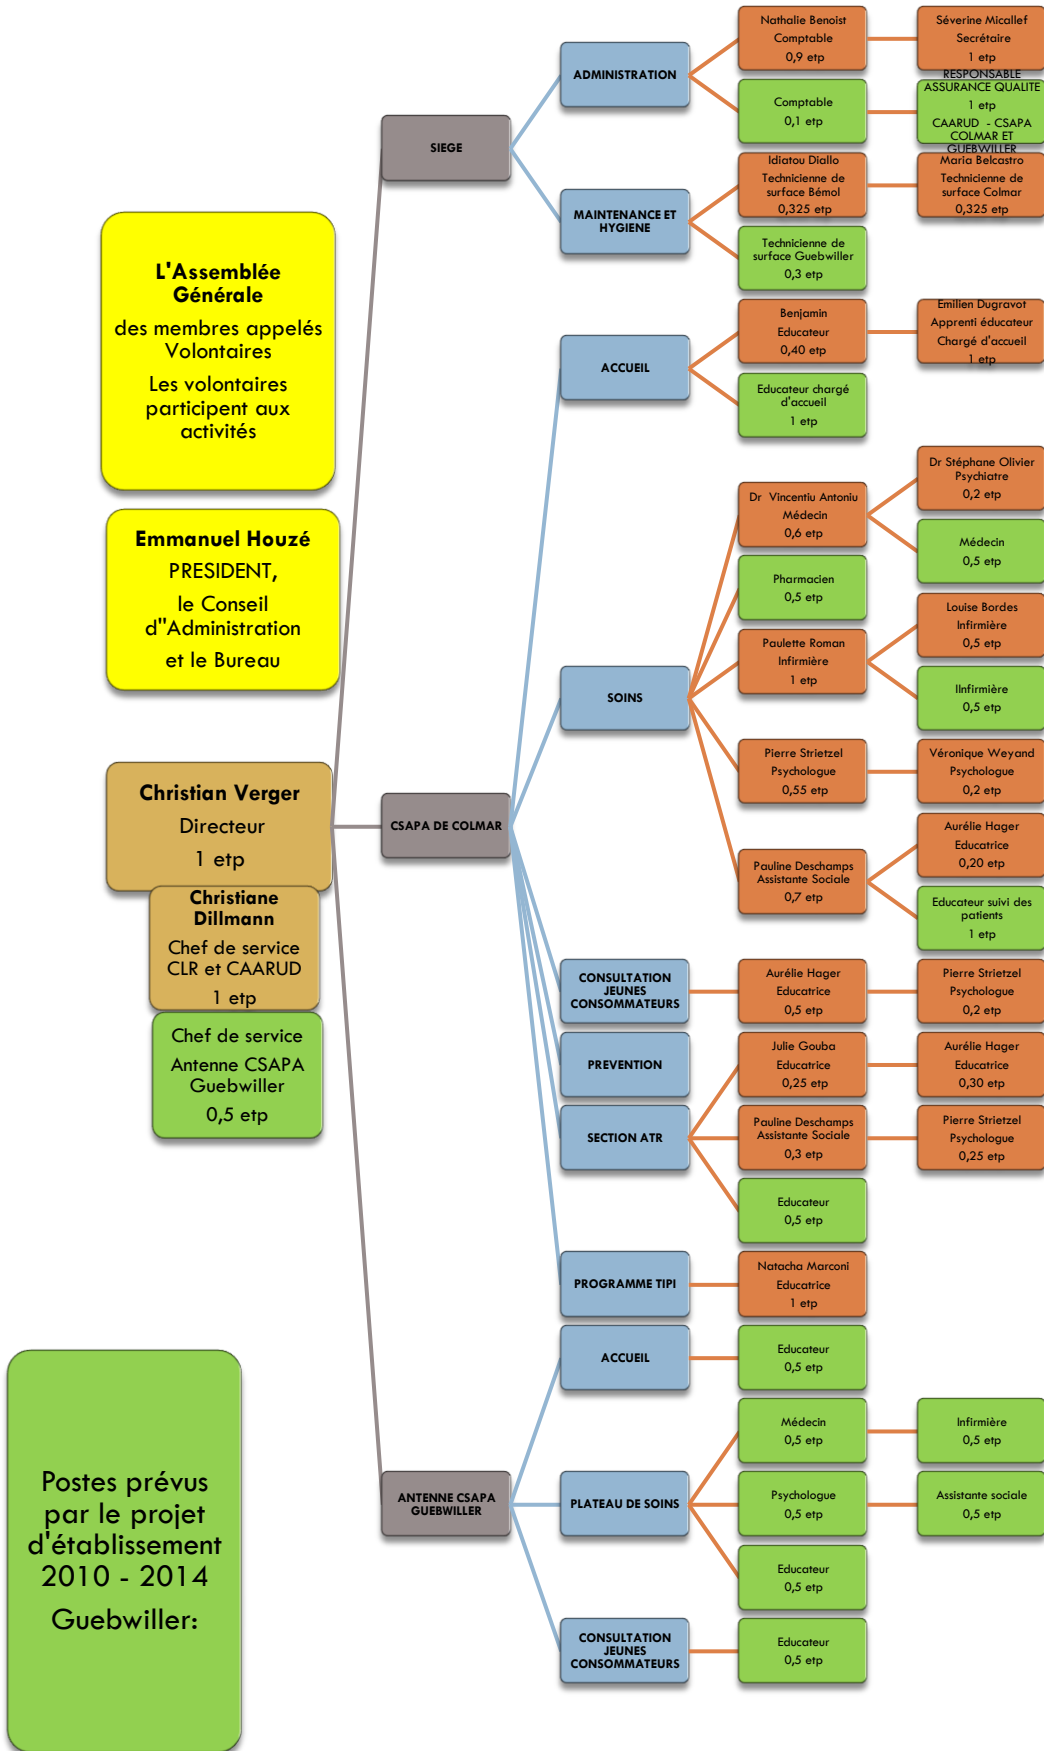 L'Assemblée
Générale
des membres appelés
Volontaires
Les volontaires
participent aux
activités
Emmanuel Houzé
PRESIDENT,
le Conseil
d"Administration
et le Bureau
Christian Verger
Directeur
1 etp
Christiane
Dillmann
Chef de service
CLR et CAARUD
1 etp
Chef de service
Antenne CSAPA
Guebwiller
0,5 etp
Postes prévus
par le projet
d'établissement
2010 - 2014
Guebwiller:
SIEGE
ADMINISTRATION
Nathalie Benoist
Comptable
0,9 etp
Séverine Micallef
Secrétaire
1 etp
Comptable
0,1 etp
RESPONSABLE
ASSURANCE QUALITE
1 etp
CAARUD - CSAPA
COLMAR ET
GUEBWILLER
MAINTENANCE ET
HYGIENE
Idiatou Diallo
Technicienne de
surface Bémol
0,325 etp
Maria Belcastro
Technicienne de
surface Colmar
0,325 etp
Technicienne de
surface Guebwiller
0,3 etp
CSAPA DE COLMAR
ACCUEIL
Benjamin
Educateur
0,40 etp
Emilien Dugravot
Apprenti éducateur
Chargé d'accueil
1 etp
Educateur chargé
d'accueil
1 etp
SOINS
Dr Vincentiu Antoniu
Médecin
0,6 etp
Dr Stéphane Olivier
Psychiatre
0,2 etp
Médecin
0,5 etp
Pharmacien
0,5 etp
Paulette Roman
Infirmière
1 etp
Louise Bordes
Infirmière
0,5 etp
IInfirmière
0,5 etp
Pierre Strietzel
Psychologue
0,55 etp
Véronique Weyand
Psychologue
0,2 etp
Pauline Deschamps
Assistante Sociale
0,7 etp
Aurélie Hager
Educatrice
0,20 etp
Educateur suivi des
patients
1 etp
CONSULTATION
JEUNES
CONSOMMATEURS
Aurélie Hager
Educatrice
0,5 etp
Pierre Strietzel
Psychologue
0,2 etp
PREVENTION
SECTION ATR
Julie Gouba
Educatrice
0,25 etp
Aurélie Hager
Educatrice
0,30 etp
Pauline Deschamps
Assistante Sociale
0,3 etp
Pierre Strietzel
Psychologue
0,25 etp
Educateur
0,5 etp
PROGRAMME TIPI
Natacha Marconi
Educatrice
1 etp
ANTENNE CSAPA
GUEBWILLER
ACCUEIL
Educateur
0,5 etp
PLATEAU DE SOINS
Médecin
0,5 etp
Infirmière
0,5 etp
Psychologue
0,5 etp
Assistante sociale
0,5 etp
Educateur
0,5 etp
CONSULTATION
JEUNES
CONSOMMATEURS
Educateur
0,5 etp